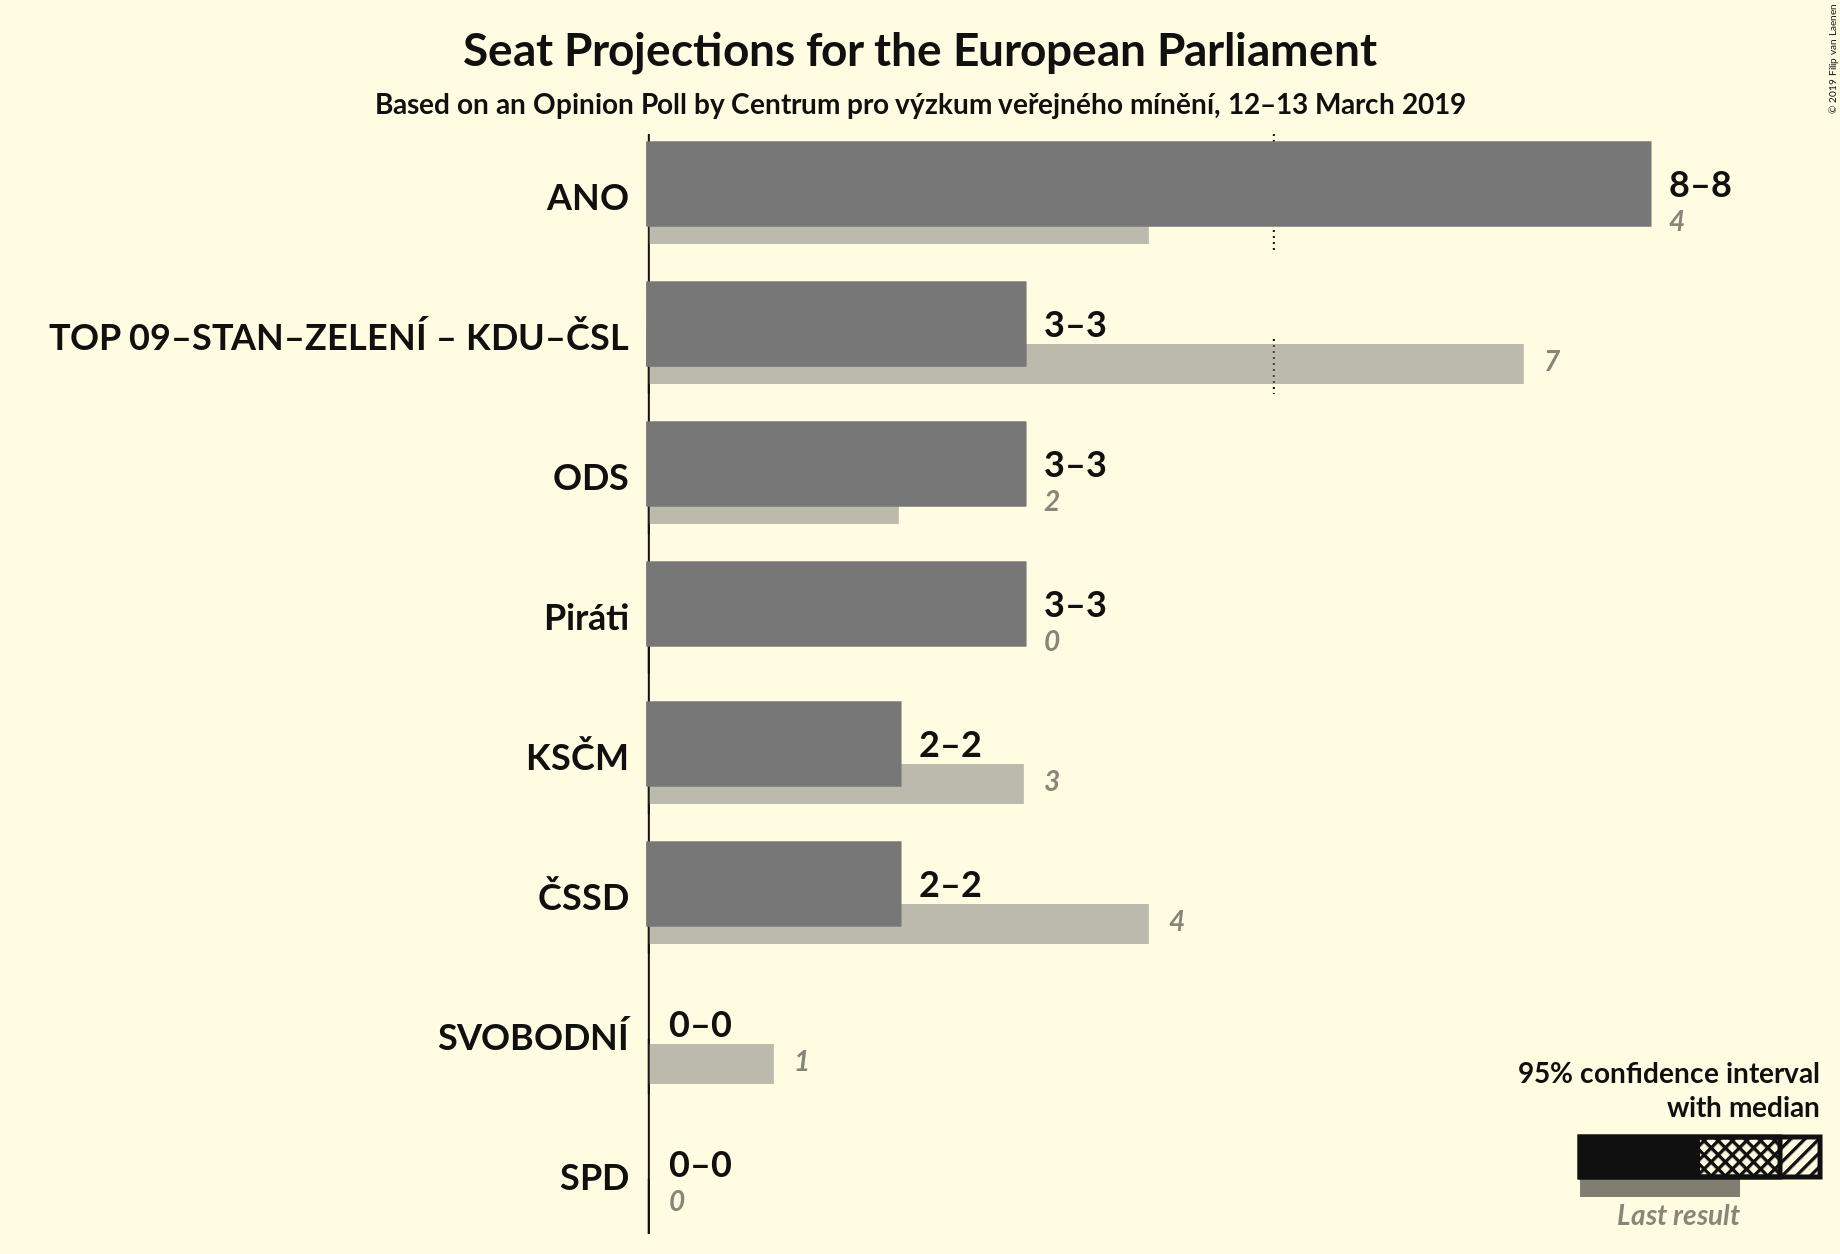 Seat Projections for the European Parliament
Based on an Opinion Poll by Centrum pro výzkum veřejného mínění, 12–13 March 2019
© 2019 Filip van Laenen
ANO
8–8
4
TOP 09–STAN–ZELENÍ – KDU–ČSL
3–3
7
ODS
3–3
2
Piráti
3–3
0
KSČM
2–2
3
ČSSD
2–2
4
SVOBODNÍ
0–0
1
SPD
0–0
0
95% confidence interval
with median
Last result